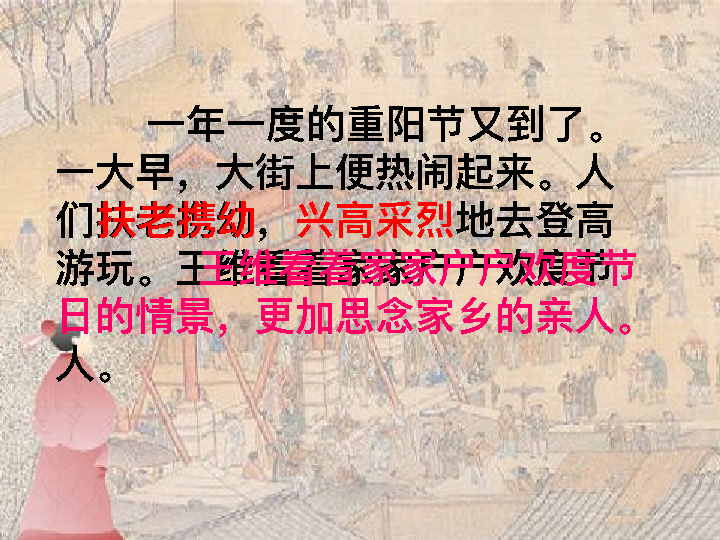 一年一度的重阳节又到了。
一大早，大街上便热闹起来。人
们扶老携幼，兴高采烈地去登高
游玩。王维看着家家户户欢度节
日的情景，更加思念家乡的亲人。
人。